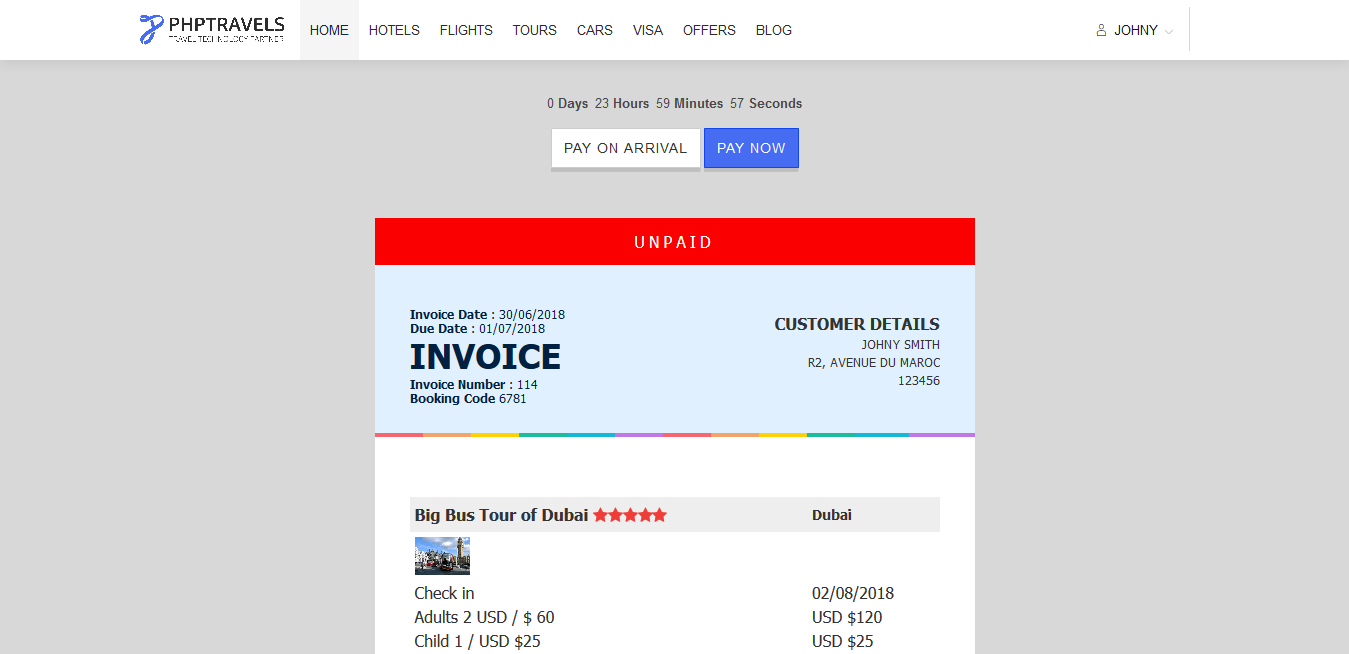 PHPTRAVELS
TRAVEL TECHNOLOGY PARTNER
HOME HOTELS FLIGHTS TOURS CARS VISA OFFERS BLOG JOHNY
0 Days 23 Hours 59 Minutes 57 Seconds
PAY ON ARRIVAL PAY NOW
UNPAID
Invoice Date : 30/06/2018
Due Date : 01/07/2018
INVOICE
Invoice Number : 114
Booking Code 6781
CUSTOMER DETAILS
JOHNY SMITH
R2, AVENUE DU MAROC
123456
Big Bus Tour of Dubai Dubai
Check in 02/08/2018
Adults 2 USD / $ 60 USD $120
Child 1 / USD $25 USD $25